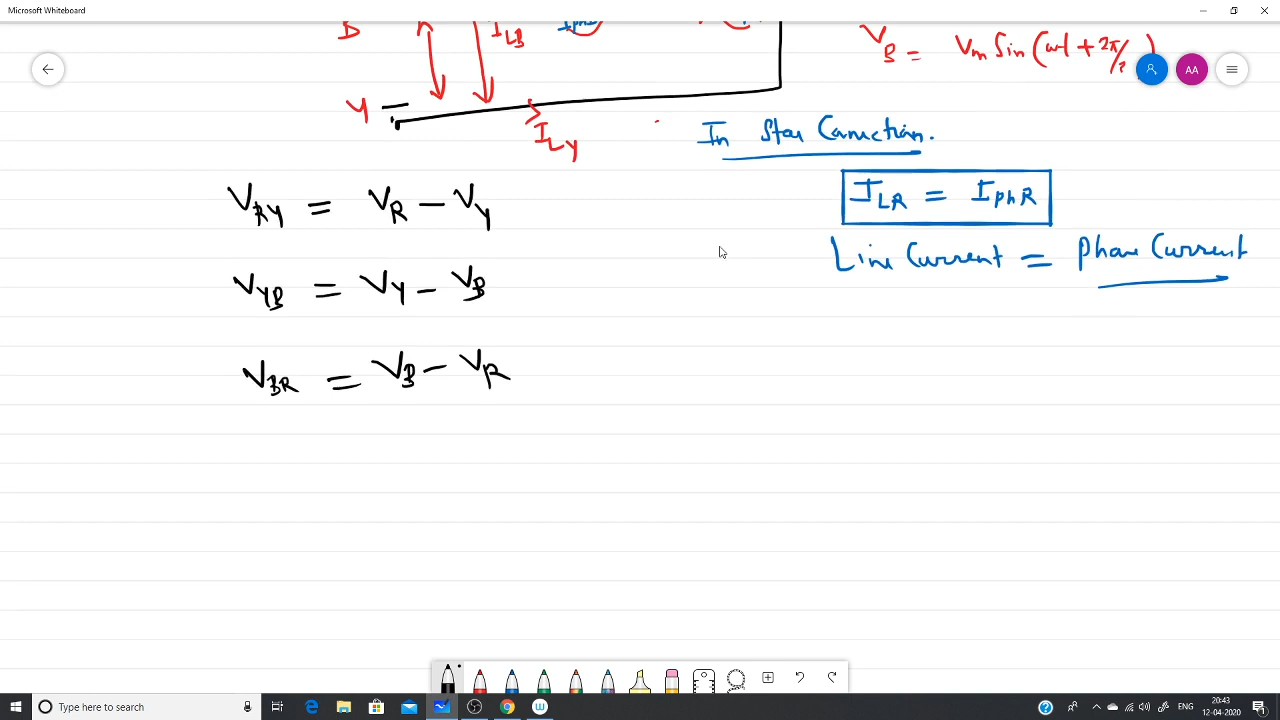 Microsoft Whiteboard
B
I_LB
V_B = V_m Sin (ωt + 2π/3)
AA
Y
I_LY
In Star Connection.
V_RY = V_R - V_Y
I_LR = I_phR
Line Current = Phase Current
V_YB = V_Y - V_B
V_BR = V_B - V_R
Type here to search
ENG
20:43
12-04-2020